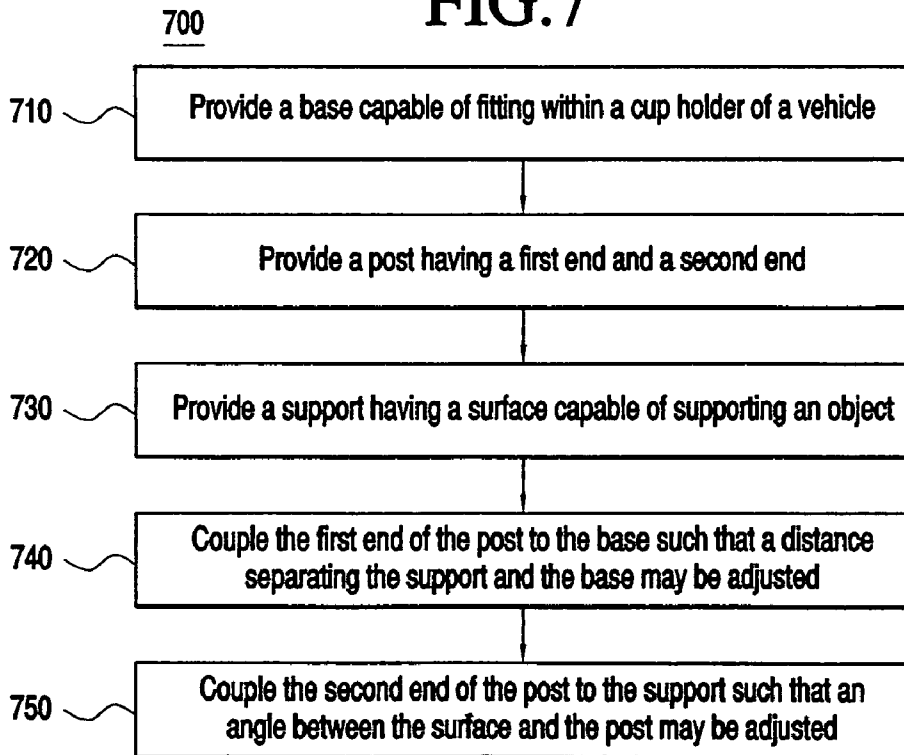 FIG. 7
700
710
Provide a base capable of fitting within a cup holder of a vehicle
720
Provide a post having a first end and a second end
730
Provide a support having a surface capable of supporting an object
740
Couple the first end of the post to the base such that a distance
separating the support and the base may be adjusted
750
Couple the second end of the post to the support such that an
angle between the surface and the post may be adjusted